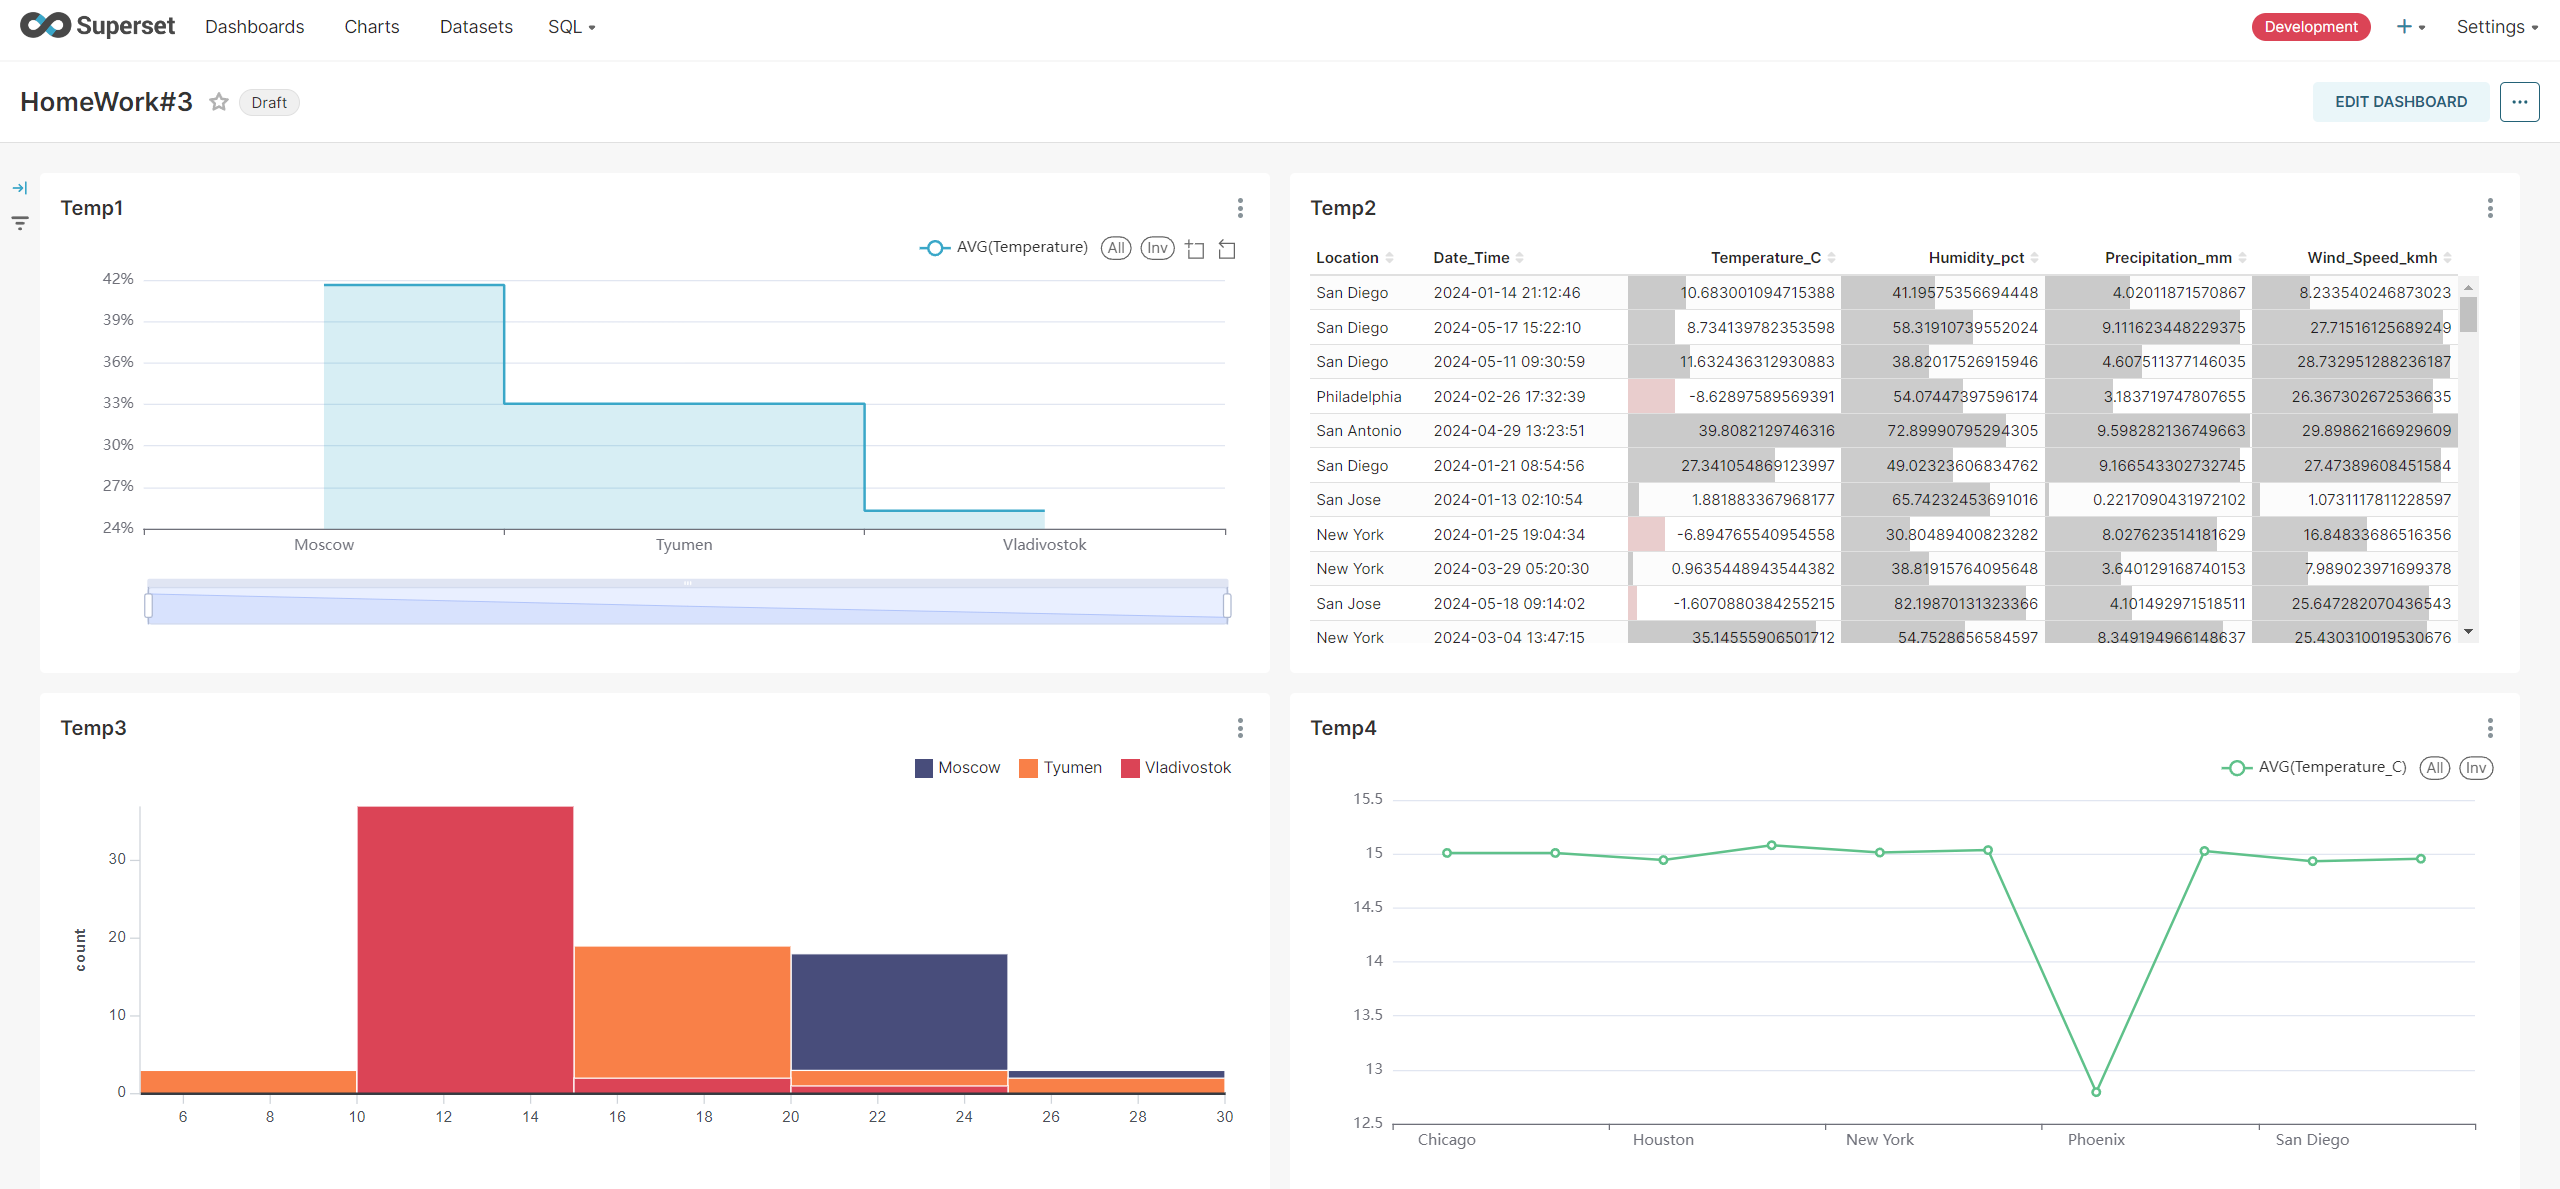 Superset Dashboards Charts Datasets SQL Development + Settings
HomeWork#3 Draft EDIT DASHBOARD ...
Temp1
AVG(Temperature) All Inv
42%
39%
36%
33%
30%
27%
24%
Moscow Tyumen Vladivostok
Temp2
Location Date_Time Temperature_C Humidity_pct Precipitation_mm Wind_Speed_kmh
San Diego 2024-01-14 21:12:46 10.683001094715388 41.19575356694448 4.02011871570867 8.233540246873023
San Diego 2024-05-17 15:22:10 8.734139782353598 58.31910739552024 9.111623448229375 27.71516125689249
San Diego 2024-05-11 09:30:59 11.632436312930883 38.82017526915946 4.607511377146035 28.732951288236187
Philadelphia 2024-02-26 17:32:39 -8.62897589569391 54.07447397596174 3.183719747807655 26.367302672536635
San Antonio 2024-04-29 13:23:51 39.8082129746316 72.89990795294305 9.598282136749663 29.89862166929609
San Diego 2024-01-21 08:54:56 27.341054869123997 49.02323606834762 9.166543302732745 27.47389608451584
San Jose 2024-01-13 02:10:54 1.881883367968177 65.74232453691016 0.2217090431972102 1.0731117811228597
New York 2024-01-25 19:04:34 -6.894765540954558 30.80489400823282 8.027623514181629 16.84833686516356
New York 2024-03-29 05:20:30 0.9635448943544382 38.81915764095648 3.640129168740153 7.989023971699378
San Jose 2024-05-18 09:14:02 -1.6070880384255215 82.19870131323366 4.101492971518511 25.647282070436543
New York 2024-03-04 13:47:15 35.14555906501712 54.7528656584597 8.349194966148637 25.430310019530676
Temp3
Moscow Tyumen Vladivostok
count
30
20
10
0
6 8 10 12 14 16 18 20 22 24 26 28 30
Temp4
AVG(Temperature_C) All Inv
15.5
15
14.5
14
13.5
13
12.5
Chicago Houston New York Phoenix San Diego